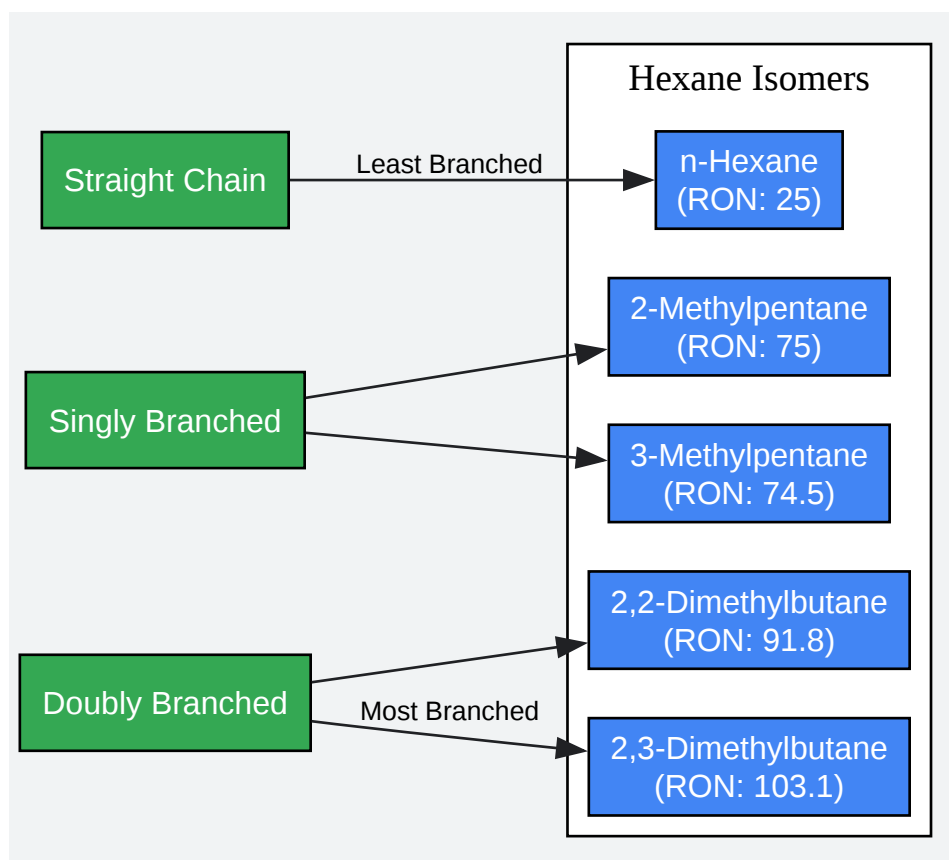 Hexane Isomers
Straight Chain
Least Branched
n-Hexane
(RON: 25)
2-Methylpentane
(RON: 75)
Singly Branched
3-Methylpentane
(RON: 74.5)
2,2-Dimethylbutane
(RON: 91.8)
Doubly Branched
Most Branched
2,3-Dimethylbutane
(RON: 103.1)